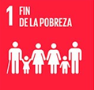 1 FIN
DE LA POBREZA